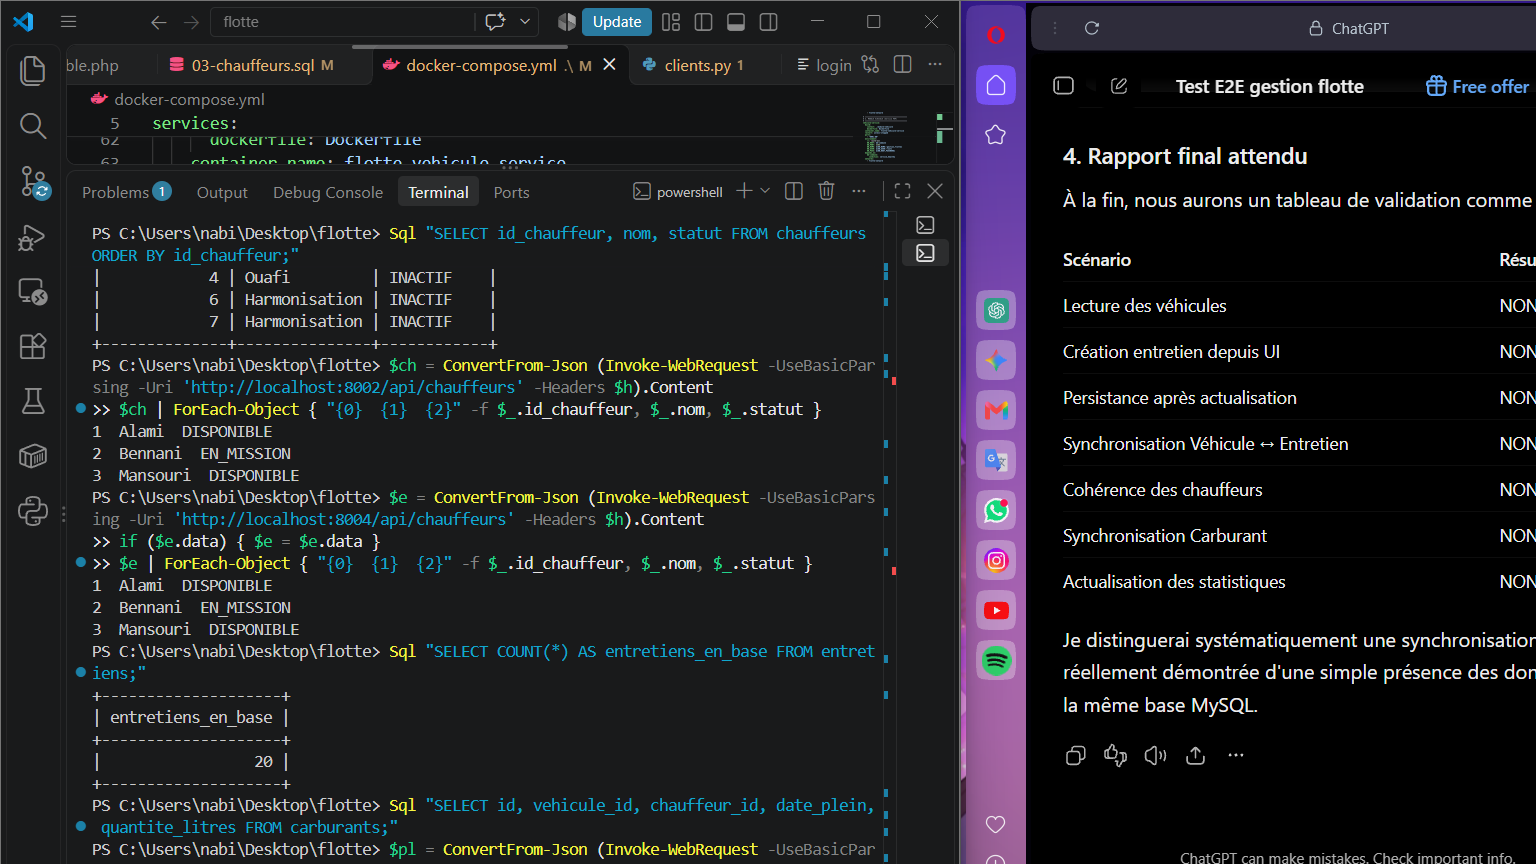 flotte
Update
ble.php
03-chauffeurs.sql M
docker-compose.yml .\ M
clients.py 1
login
docker-compose.yml
5 services:
62 dockerfile: Dockerfile
63 container_name: flotte_vehicule_service
Problems 1
Output
Debug Console
Terminal
Ports
powershell
PS C:\Users\nabi\Desktop\flotte> Sql "SELECT id_chauffeur, nom, statut FROM chauffeurs
ORDER BY id_chauffeur;"
| 4 | Ouafi | INACTIF |
| 6 | Harmonisation | INACTIF |
| 7 | Harmonisation | INACTIF |
+--------------+---------------+------------+
PS C:\Users\nabi\Desktop\flotte> $ch = ConvertFrom-Json (Invoke-WebRequest -UseBasicPar
sing -Uri 'http://localhost:8002/api/chauffeurs' -Headers $h).Content
>> $ch | ForEach-Object { "{0}  {1}  {2}" -f $_.id_chauffeur, $_.nom, $_.statut }
1  Alami  DISPONIBLE
2  Bennani  EN_MISSION
3  Mansouri  DISPONIBLE
PS C:\Users\nabi\Desktop\flotte> $e = ConvertFrom-Json (Invoke-WebRequest -UseBasicPars
ing -Uri 'http://localhost:8004/api/chauffeurs' -Headers $h).Content
>> if ($e.data) { $e = $e.data }
>> $e | ForEach-Object { "{0}  {1}  {2}" -f $_.id_chauffeur, $_.nom, $_.statut }
1  Alami  DISPONIBLE
2  Bennani  EN_MISSION
3  Mansouri  DISPONIBLE
PS C:\Users\nabi\Desktop\flotte> Sql "SELECT COUNT(*) AS entretiens_en_base FROM entret
iens;"
+--------------------+
| entretiens_en_base |
+--------------------+
| 20 |
+--------------------+
PS C:\Users\nabi\Desktop\flotte> Sql "SELECT id, vehicule_id, chauffeur_id, date_plein,
quantite_litres FROM carburants;"
PS C:\Users\nabi\Desktop\flotte> $pl = ConvertFrom-Json (Invoke-WebRequest -UseBasicPar
ChatGPT
Test E2E gestion flotte
Free offer
4. Rapport final attendu
À la fin, nous aurons un tableau de validation comme
Scénario Résu
Lecture des véhicules NON
Création entretien depuis UI NON
Persistance après actualisation NON
Synchronisation Véhicule ↔ Entretien NON
Cohérence des chauffeurs NON
Synchronisation Carburant NON
Actualisation des statistiques NON
Je distinguerai systématiquement une synchronisation
réellement démontrée d'une simple présence des don
la même base MySQL.
ChatGPT can make mistakes. Check important info.